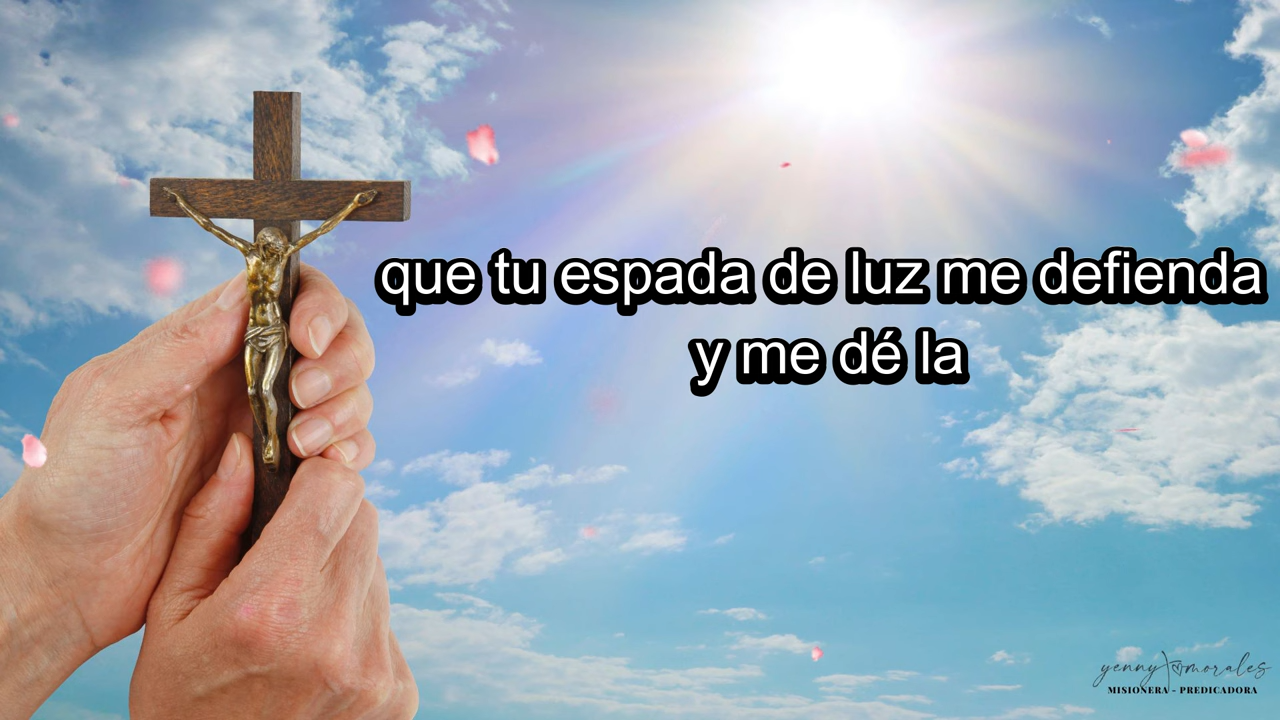 que tu espada de luz me defienda
y me dé la
yenny morales
MISIONERA - PREDICADORA